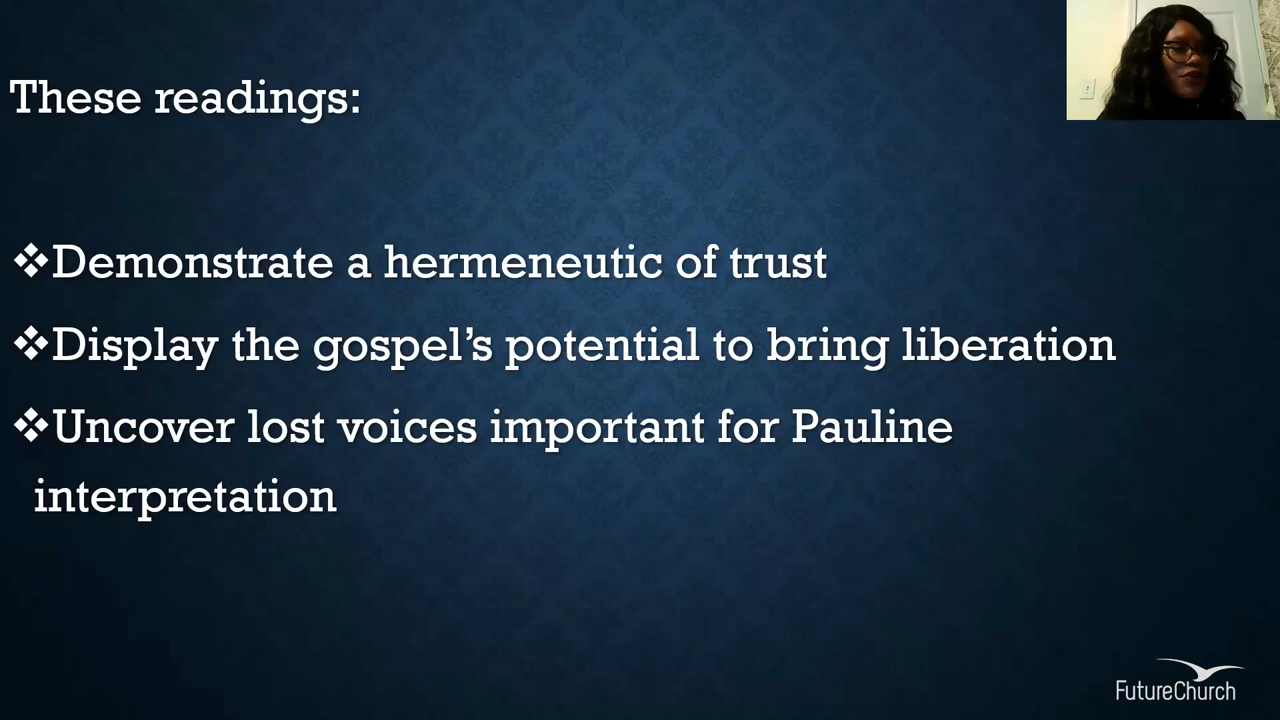 These readings:
❖Demonstrate a hermeneutic of trust
❖Display the gospel’s potential to bring liberation
❖Uncover lost voices important for Pauline
interpretation
FutureChurch